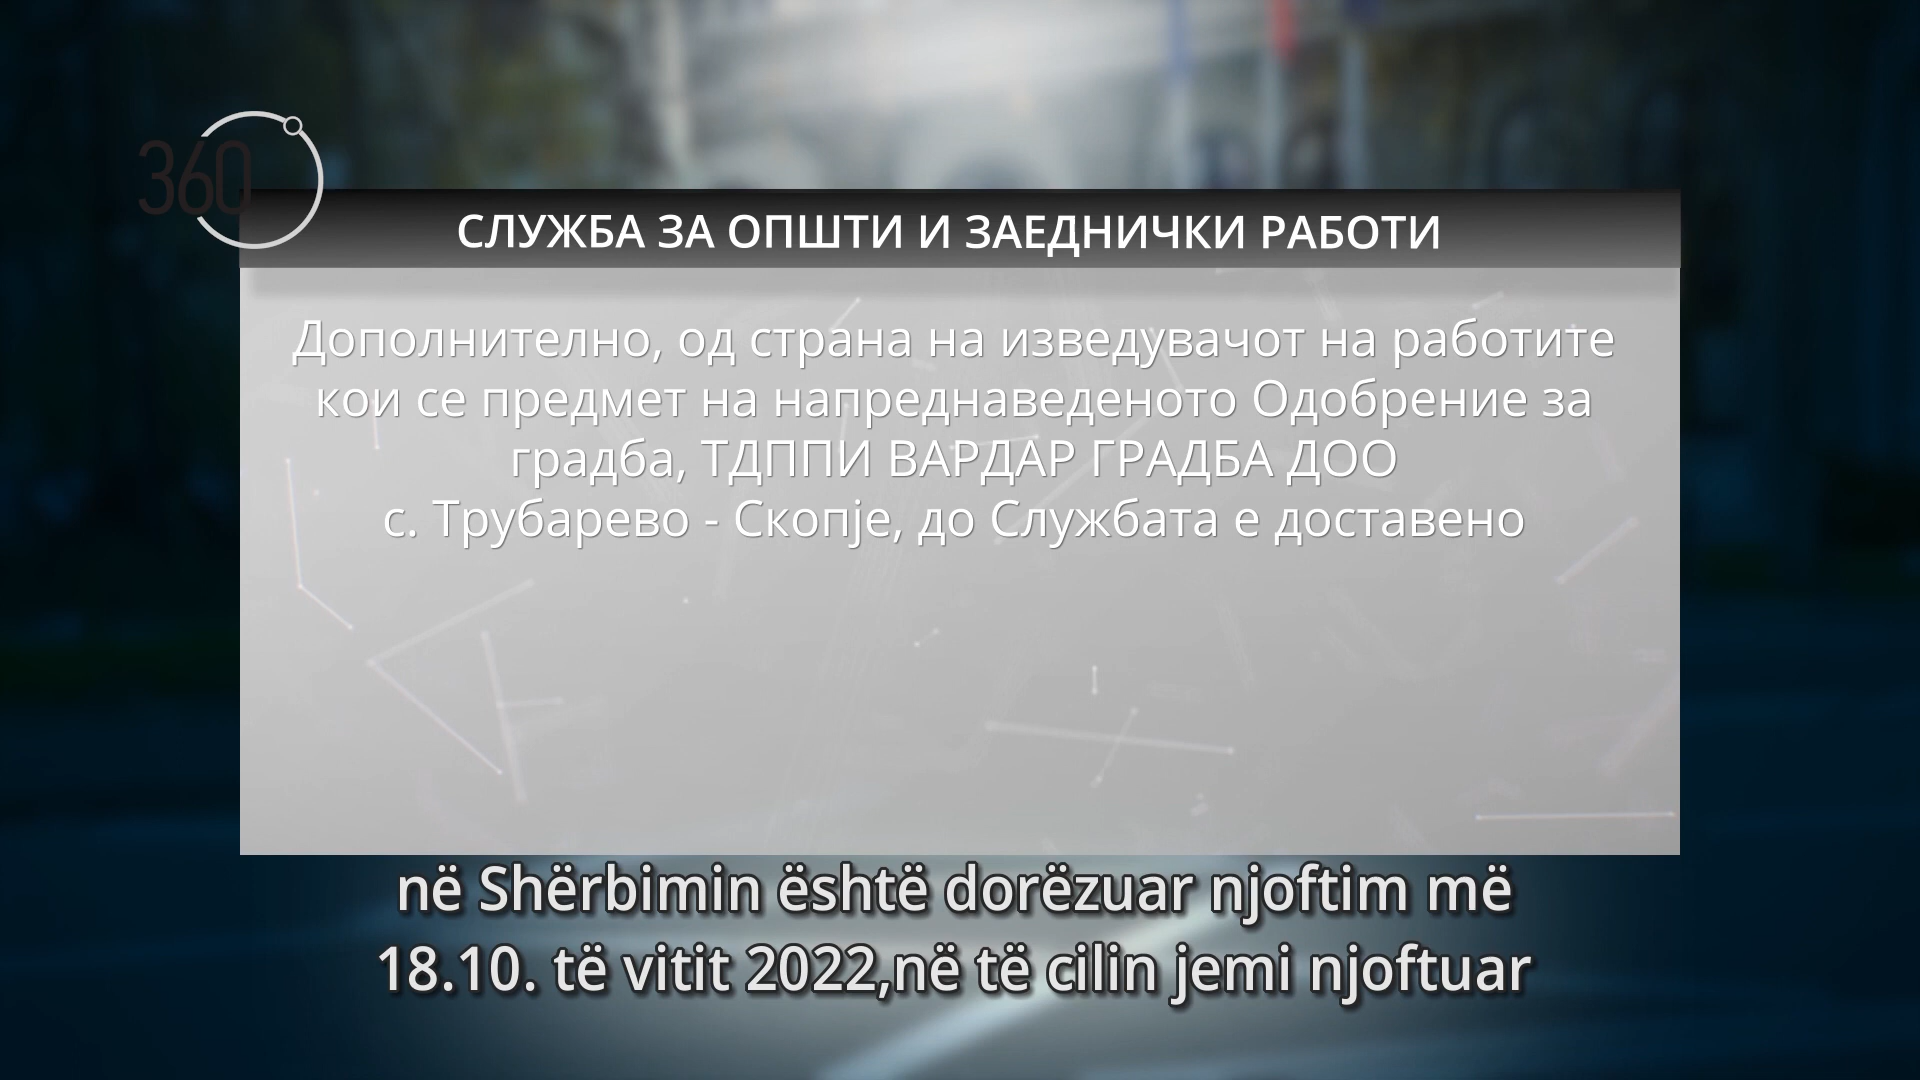 360
СЛУЖБА ЗА ОПШТИ И ЗАЕДНИЧКИ РАБОТИ
Дополнително, од страна на изведувачот на работите
кои се предмет на напреднаведеното Одобрение за
градба, ТДППИ ВАРДАР ГРАДБА ДОО
с. Трубарево - Скопје, до Службата е доставено
në Shërbimin është dorëzuar njoftim më
18.10. të vitit 2022,në të cilin jemi njoftuar